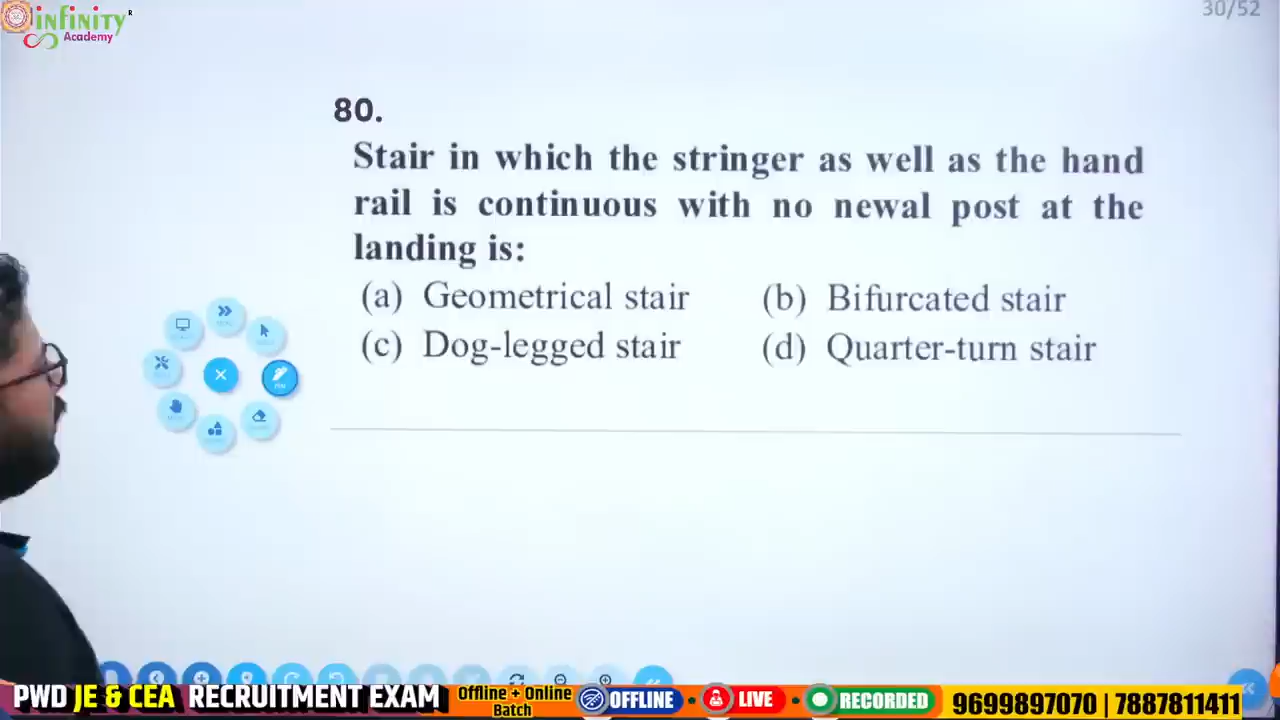 infinity
Academy
30/52
80.
Stair in which the stringer as well as the hand
rail is continuous with no newal post at the
landing is:
(a) Geometrical stair
(b) Bifurcated stair
(c) Dog-legged stair
(d) Quarter-turn stair
PWD JE & CEA RECRUITMENT EXAM
Offline + Online
Batch
OFFLINE
LIVE
RECORDED
9699897070 | 7887811411